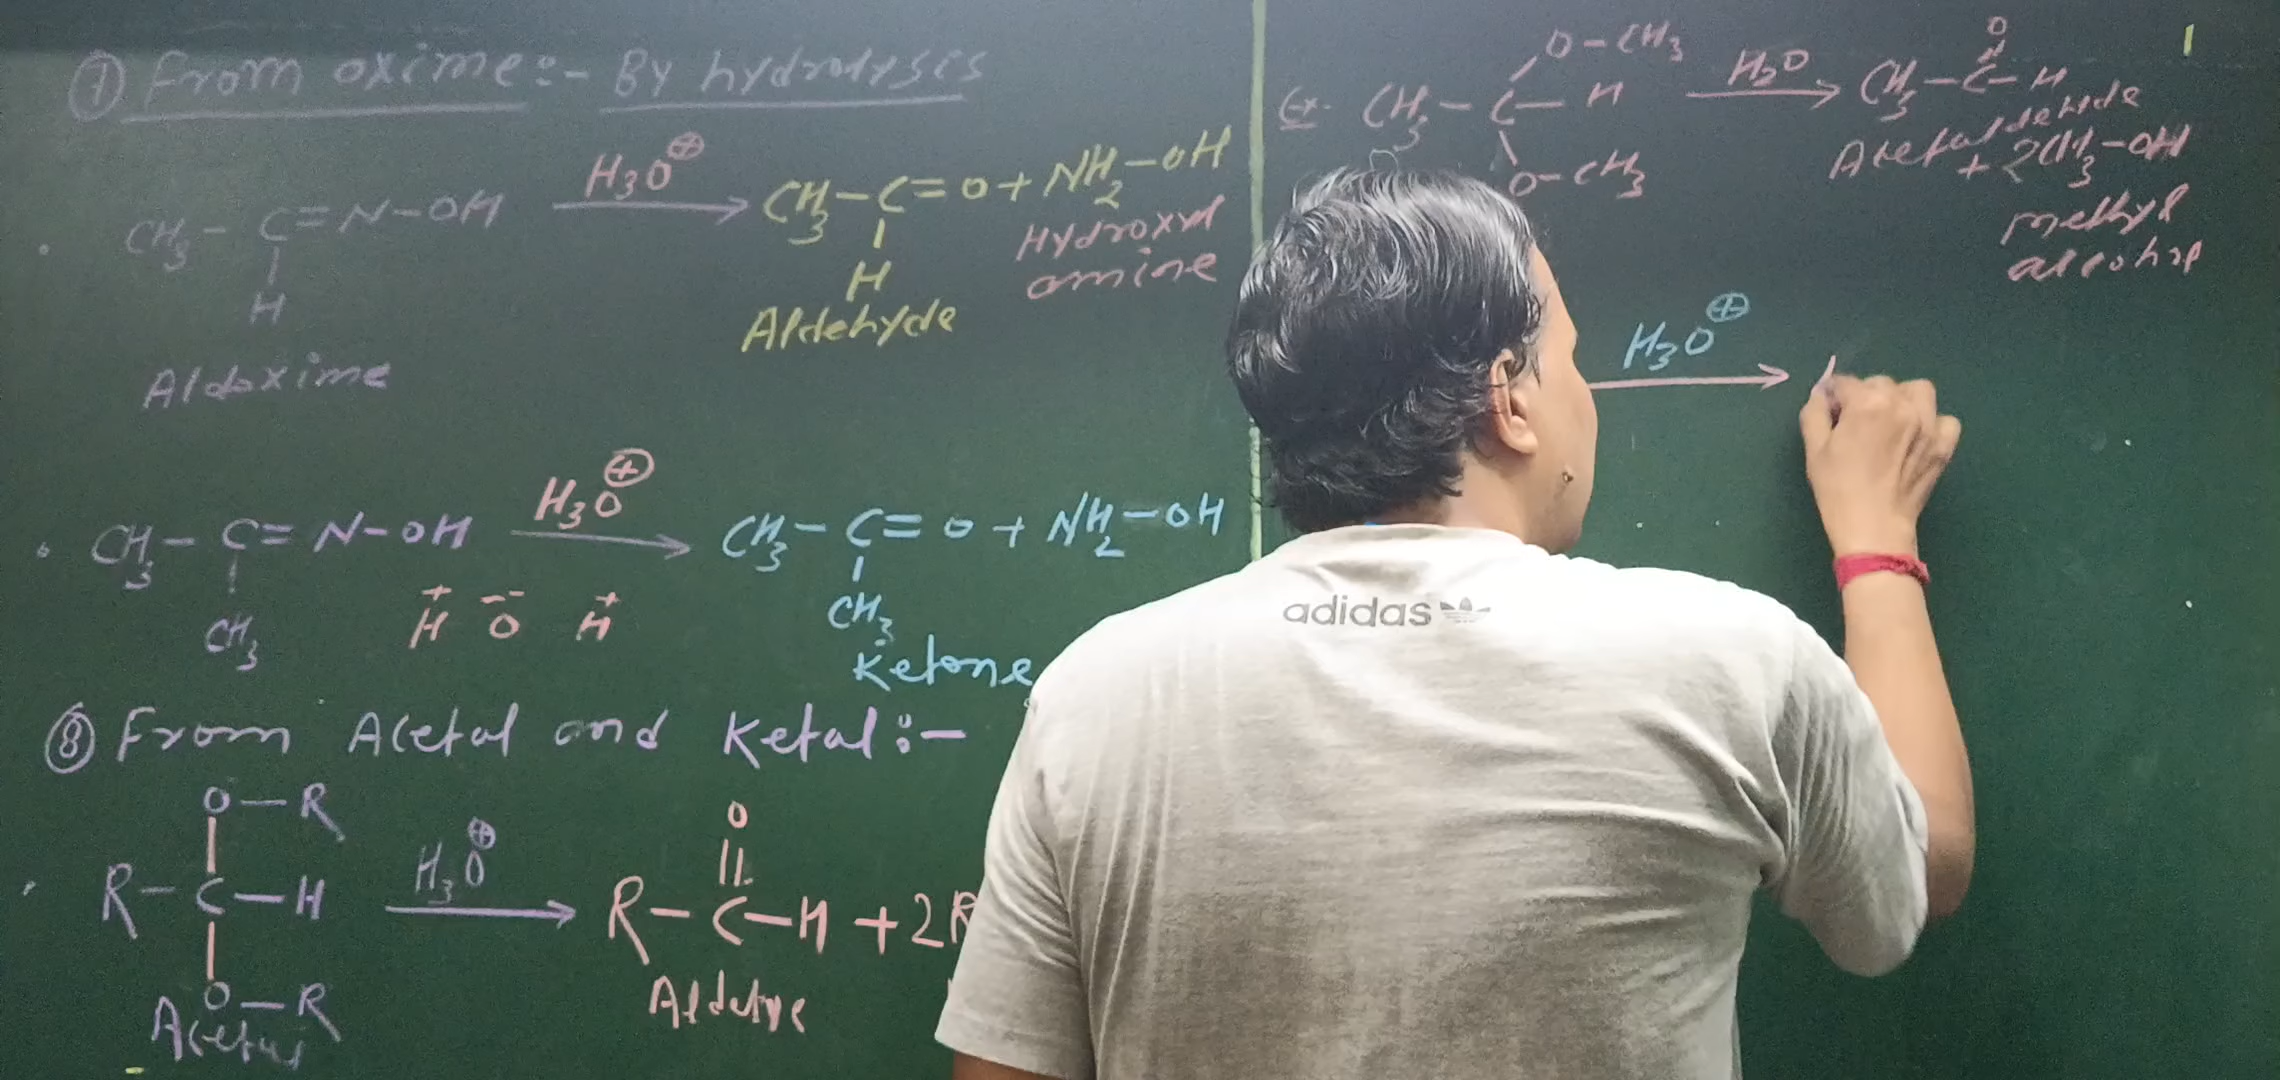 ⑦ From oxime:- By hydrolysis
CH3-C=N-OH H3O⊕ → CH3-C=O + NH2-OH
H
H
Aldoxime
Aldehyde
Hydroxyl
amine
CH3-C=N-OH H3O⊕ → CH3-C=O + NH2-OH
CH3
H+ O-- H+
CH3
Ketone
⑧ From Acetal and Ketal:-
O-R
R-C-H H3O⊕ → R-C-H + 2R
O
O-R
Acetal
Aldehye
Ex. CH3-C-H H2O → CH3-C-H
O-CH3
O-CH3
O
Acetaldehyde
+ 2CH3-OH
methyl
alcohol
H3O⊕ →
adidas